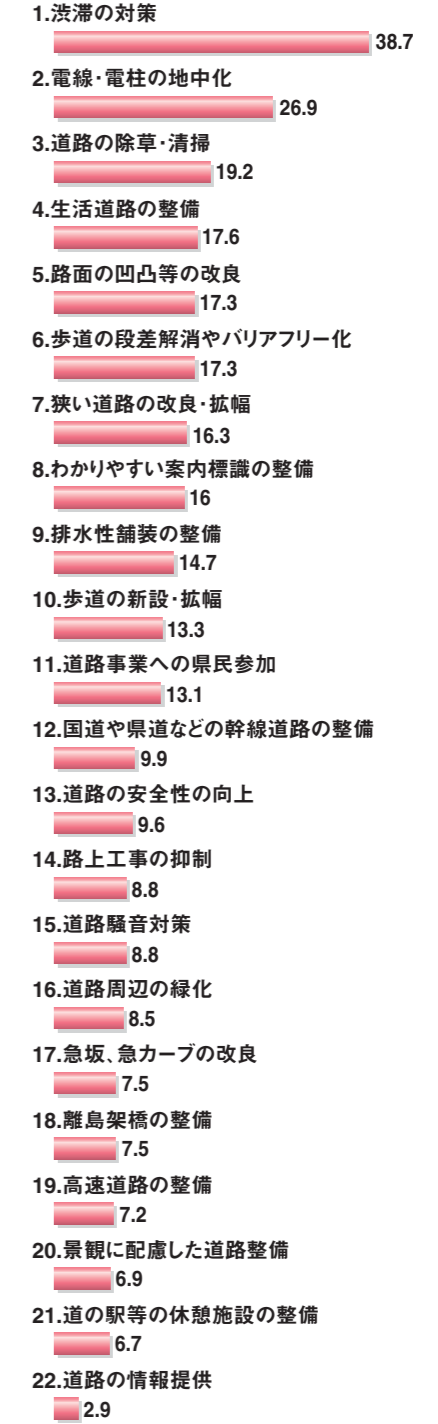 1.渋滞の対策
38.7
2.電線・電柱の地中化
26.9
3.道路の除草・清掃
19.2
4.生活道路の整備
17.6
5.路面の凹凸等の改良
17.3
6.歩道の段差解消やバリアフリー化
17.3
7.狭い道路の改良・拡幅
16.3
8.わかりやすい案内標識の整備
16
9.排水性舗装の整備
14.7
10.歩道の新設・拡幅
13.3
11.道路事業への県民参加
13.1
12.国道や県道などの幹線道路の整備
9.9
13.道路の安全性の向上
9.6
14.路上工事の抑制
8.8
15.道路騒音対策
8.8
16.道路周辺の緑化
8.5
17.急坂、急カーブの改良
7.5
18.離島架橋の整備
7.5
19.高速道路の整備
7.2
20.景観に配慮した道路整備
6.9
21.道の駅等の休憩施設の整備
6.7
22.道路の情報提供
2.9